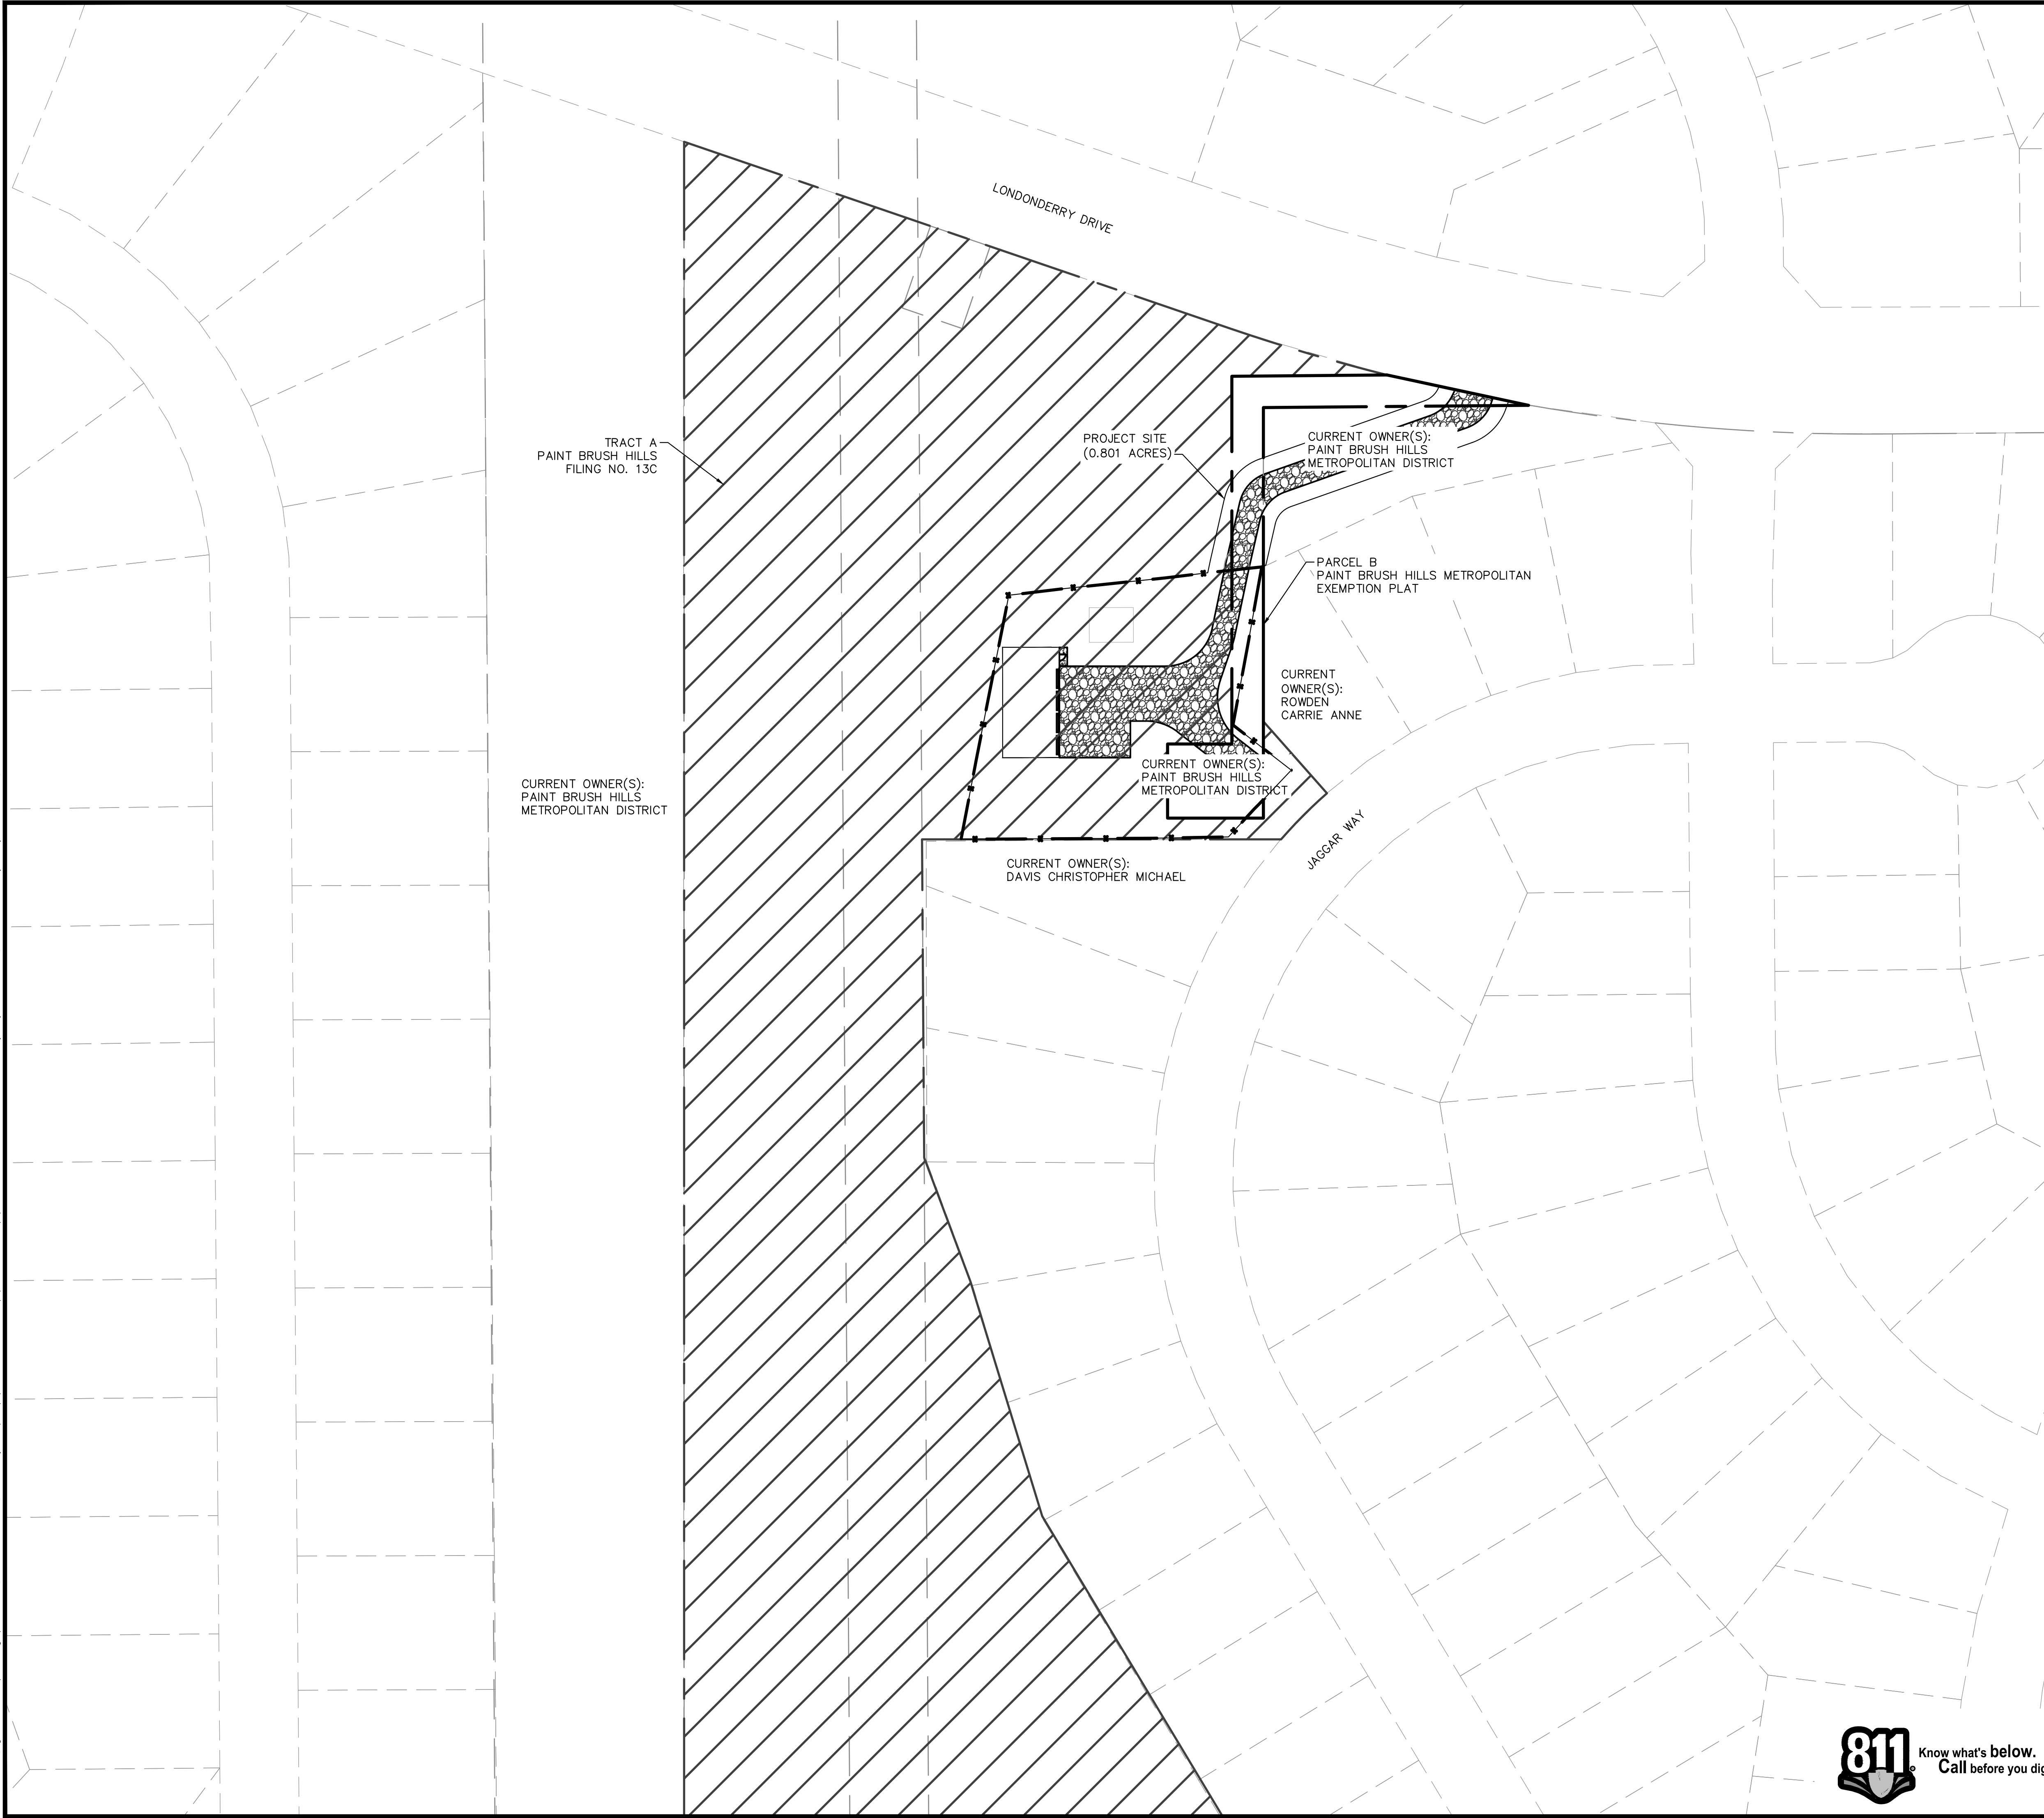 LONDONDERRY DRIVE
TRACT A
PAINT BRUSH HILLS
FILING NO. 13C
PROJECT SITE
(0.801 ACRES)
CURRENT OWNER(S):
PAINT BRUSH HILLS
METROPOLITAN DISTRICT
PARCEL B
PAINT BRUSH HILLS METROPOLITAN
EXEMPTION PLAT
CURRENT
OWNER(S):
ROWDEN
CARRIE ANNE
CURRENT OWNER(S):
PAINT BRUSH HILLS
METROPOLITAN DISTRICT
CURRENT OWNER(S):
PAINT BRUSH HILLS
METROPOLITAN DISTRICT
JAGGAR WAY
CURRENT OWNER(S):
DAVIS CHRISTOPHER MICHAEL
811
Know what's below.
Call before you dig